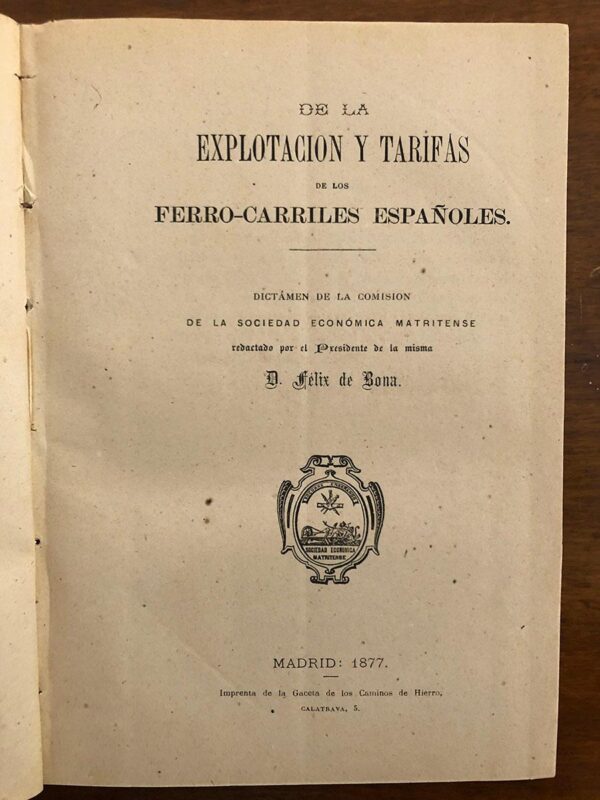 DE LA
EXPLOTACION Y TARIFAS
DE LOS
FERRO-CARRILES ESPAÑOLES.
DICTÁMEN DE LA COMISION
DE LA SOCIEDAD ECONÓMICA MATRITENSE
redactado por el Presidente de la misma
D. Félix de Bona.
SOCIEDAD ECONÓMICA
MATRITENSE
MADRID: 1877.
Imprenta de la Gaceta de los Caminos de Hierro,
CALATRAVA, 5.